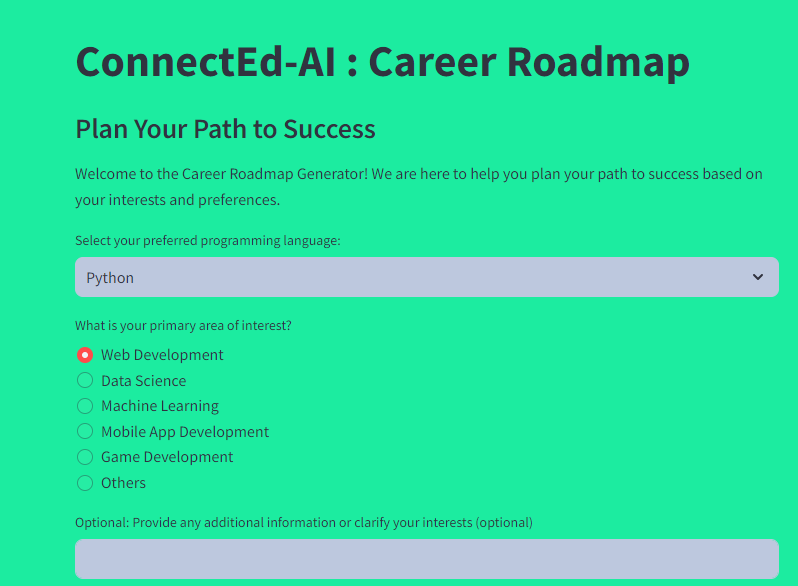 ConnectEd-AI : Career Roadmap
Plan Your Path to Success
Welcome to the Career Roadmap Generator! We are here to help you plan your path to success based on
your interests and preferences.
Select your preferred programming language:
Python
What is your primary area of interest?
Web Development
Data Science
Machine Learning
Mobile App Development
Game Development
Others
Optional: Provide any additional information or clarify your interests (optional)